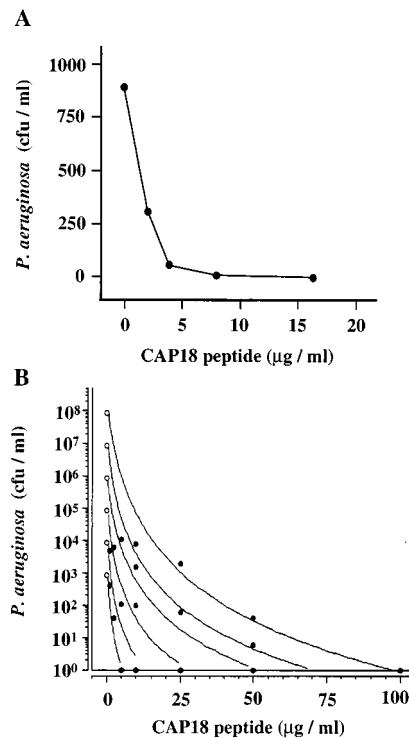 A
P. aeruginosa (cfu / ml)
1000
750
500
250
0
0 5 10 15 20
CAP18 peptide (μg / ml)
B
P. aeruginosa (cfu / ml)
10⁸
10⁷
10⁶
10⁵
10⁴
10³
10²
10¹
10⁰
0 25 50 75 100
CAP18 peptide (μg / ml)